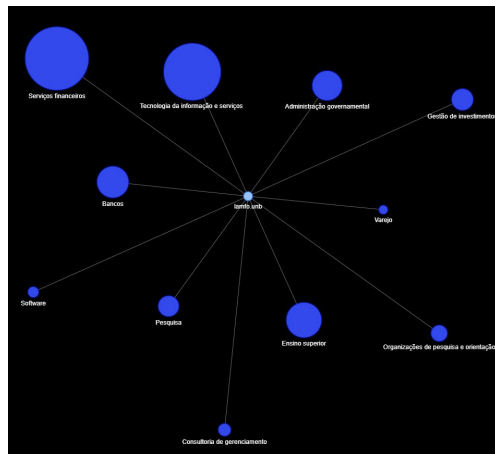 Serviços financeiros
Tecnologia da informação e serviços
Administração governamental
Gestão de investimentos
Bancos
lamfo.unb
Varejo
Software
Pesquisa
Ensino superior
Organizações de pesquisa e orientação
Consultoria de gerenciamento